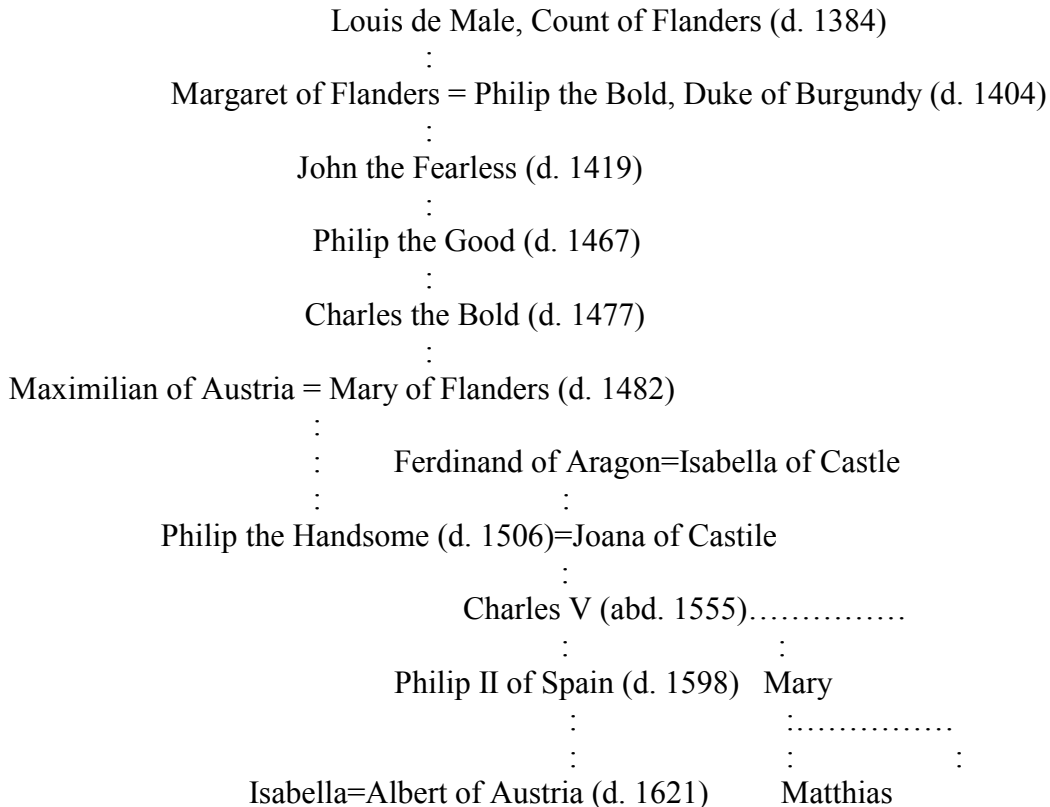 Louis de Male, Count of Flanders (d. 1384)
:
Margaret of Flanders = Philip the Bold, Duke of Burgundy (d. 1404)
:
John the Fearless (d. 1419)
:
Philip the Good (d. 1467)
:
Charles the Bold (d. 1477)
:
Maximilian of Austria = Mary of Flanders (d. 1482)
:
: Ferdinand of Aragon=Isabella of Castle
: :
Philip the Handsome (d. 1506)=Joana of Castile
:
Charles V (abd. 1555)……………
: :
Philip II of Spain (d. 1598) Mary
: :……………
: : :
Isabella=Albert of Austria (d. 1621) Matthias